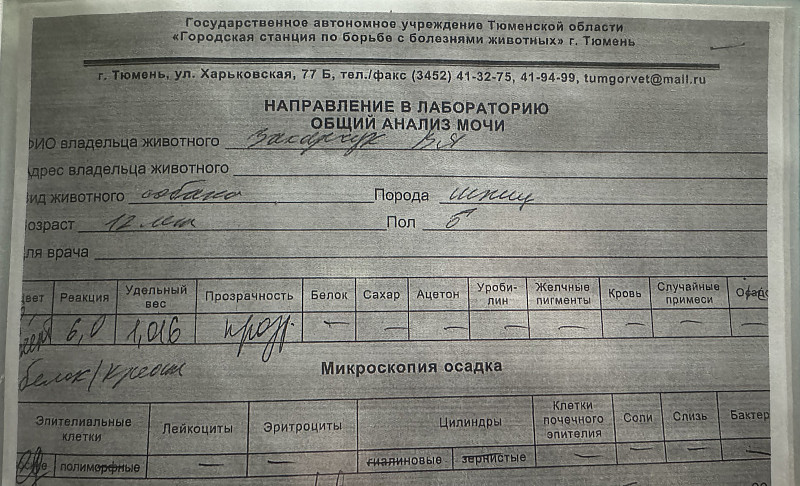 Государственное автономное учреждение Тюменской области
«Городская станция по борьбе с болезнями животных» г. Тюмень
г. Тюмень, ул. Харьковская, 77 Б, тел./факс (3452) 41-32-75, 41-94-99, tumgorvet@mail.ru
НАПРАВЛЕНИЕ В ЛАБОРАТОРИЮ
ОБЩИЙ АНАЛИЗ МОЧИ
ФИО владельца животного Захарчук В.Я
Адрес владельца животного
Вид животного собака Порода шпиц
Возраст 12 лет Пол б
Для врача
Цвет Реакция Удельный вес Прозрачность Белок Сахар Ацетон Уроби-лин Желчные пигменты Кровь Случайные примеси
6,0 1,016 прозр. — — — — — — —
белок/креат
Микроскопия осадка
Эпителивльные клетки Лейкоциты Эритроциты Цилиндры Клетки почечного эпителия Соли Слизь Бактер
полиморфные — — гиалиновые зернистые — — —